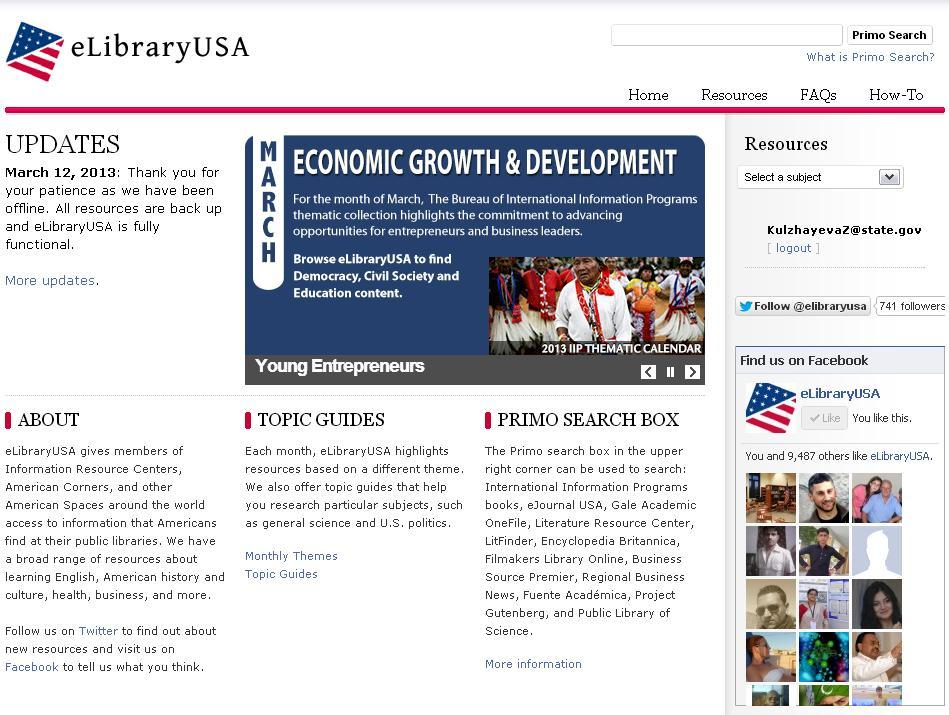 eLibraryUSA
Primo Search
What is Primo Search?
Home Resources FAQs How-To
UPDATES
March 12, 2013: Thank you for
your patience as we have been
offline. All resources are back up
and eLibraryUSA is fully
functional.
More updates.
MARCH
ECONOMIC GROWTH & DEVELOPMENT
For the month of March, The Bureau of International Information Programs
thematic collection highlights the commitment to advancing
opportunities for entrepreneurs and business leaders.
Browse eLibraryUSA to find
Democracy, Civil Society and
Education content.
2013 IIP THEMATIC CALENDAR
Young Entrepreneurs
Resources
Select a subject
KulzhayevaZ@state.gov
[ logout ]
Follow @elibraryusa 741 followers
Find us on Facebook
eLibraryUSA
Like You like this.
You and 9,487 others like eLibraryUSA.
ABOUT
eLibraryUSA gives members of
Information Resource Centers,
American Corners, and other
American Spaces around the world
access to information that Americans
find at their public libraries. We have
a broad range of resources about
learning English, American history and
culture, health, business, and more.
Follow us on Twitter to find out about
new resources and visit us on
Facebook to tell us what you think.
TOPIC GUIDES
Each month, eLibraryUSA highlights
resources based on a different theme.
We also offer topic guides that help
you research particular subjects, such
as general science and U.S. politics.
Monthly Themes
Topic Guides
PRIMO SEARCH BOX
The Primo search box in the upper
right corner can be used to search:
International Information Programs
books, eJournal USA, Gale Academic
OneFile, Literature Resource Center,
LitFinder, Encyclopedia Britannica,
Filmakers Library Online, Business
Source Premier, Regional Business
News, Fuente Académica, Project
Gutenberg, and Public Library of
Science.
More information